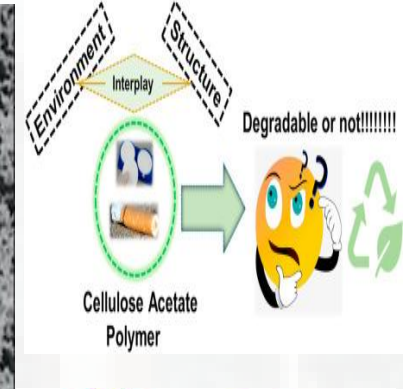 Environment
Structure
Interplay
Degradable or not!!!!!!!!
Cellulose Acetate
Polymer